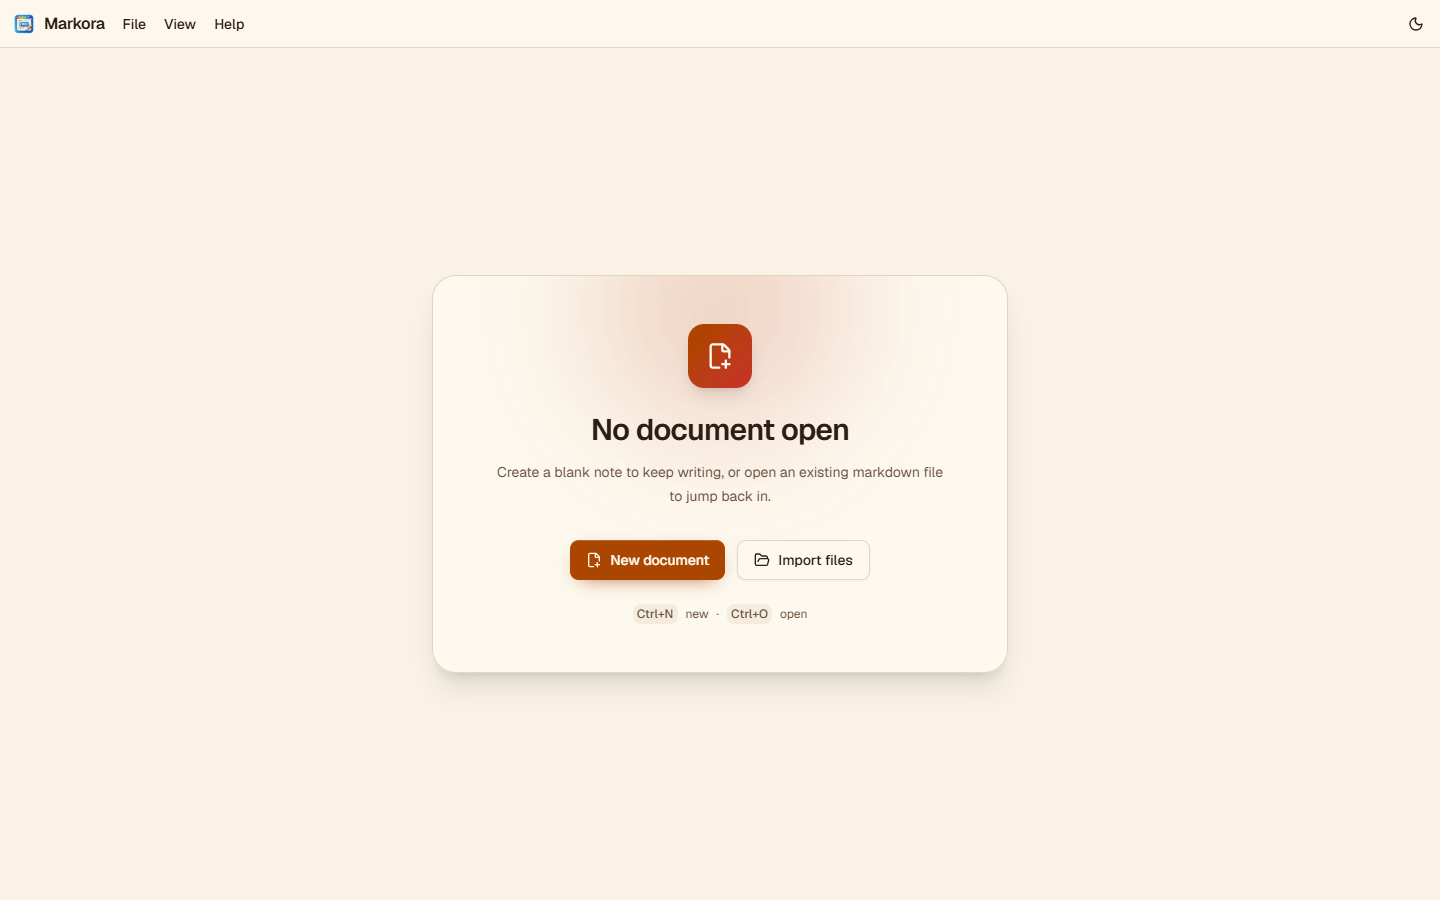 Markora File View Help
No document open
Create a blank note to keep writing, or open an existing markdown file
to jump back in.
New document Import files
Ctrl+N new · Ctrl+O open